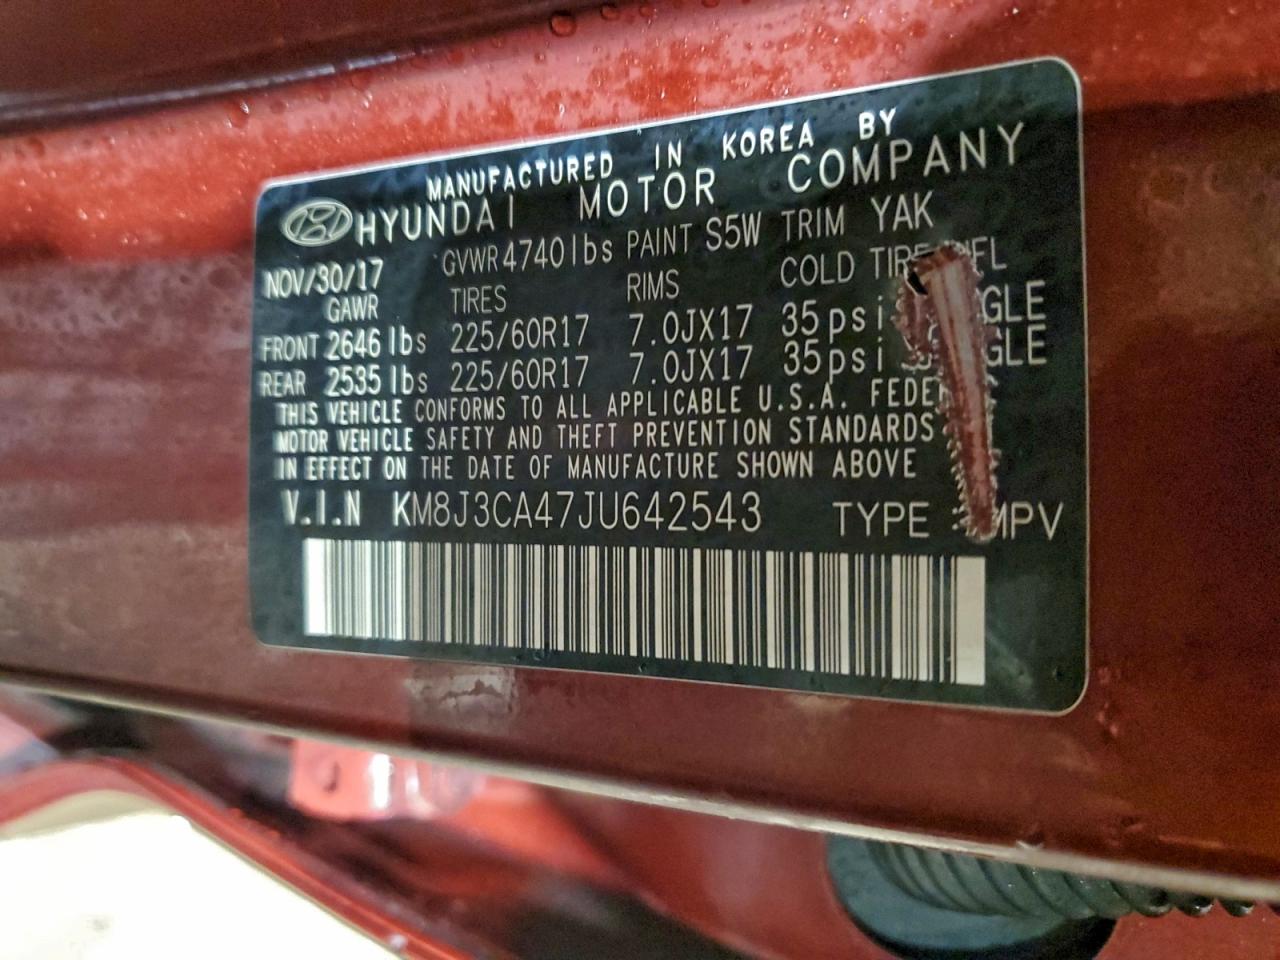 MANUFACTURED IN KOREA BY
HYUNDAI MOTOR COMPANY
NOV/30/17 GVWR 4740lbs PAINT S5W TRIM YAK
GAWR TIRES RIMS COLD
FRONT 2646 lbs 225/60R17 7.0JX17 35psi
REAR 2535 lbs 225/60R17 7.0JX17 35psi
THIS VEHICLE CONFORMS TO ALL APPLICABLE U.S.A.
MOTOR VEHICLE SAFETY AND THEFT PREVENTION STANDARDS
IN EFFECT ON THE DATE OF MANUFACTURE SHOWN ABOVE
V.I.N KM8J3CA47JU642543 TYPE : MPV